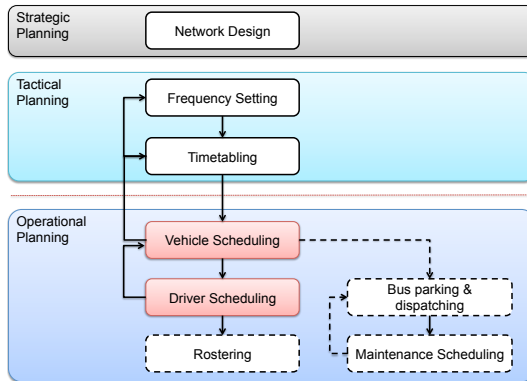 Strategic
Planning
Network Design
Tactical
Planning
Frequency Setting
Timetabling
Operational
Planning
Vehicle Scheduling
Driver Scheduling
Bus parking &
dispatching
Rostering
Maintenance Scheduling